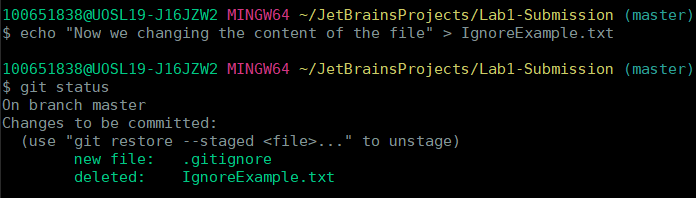 100651838@UOSL19-J16JZW2 MINGW64 ~/JetBrainsProjects/Lab1-Submission (master)
$ echo "Now we changing the content of the file" > IgnoreExample.txt
100651838@UOSL19-J16JZW2 MINGW64 ~/JetBrainsProjects/Lab1-Submission (master)
$ git status
On branch master
Changes to be committed:
  (use "git restore --staged <file>..." to unstage)
        new file:   .gitignore
        deleted:    IgnoreExample.txt